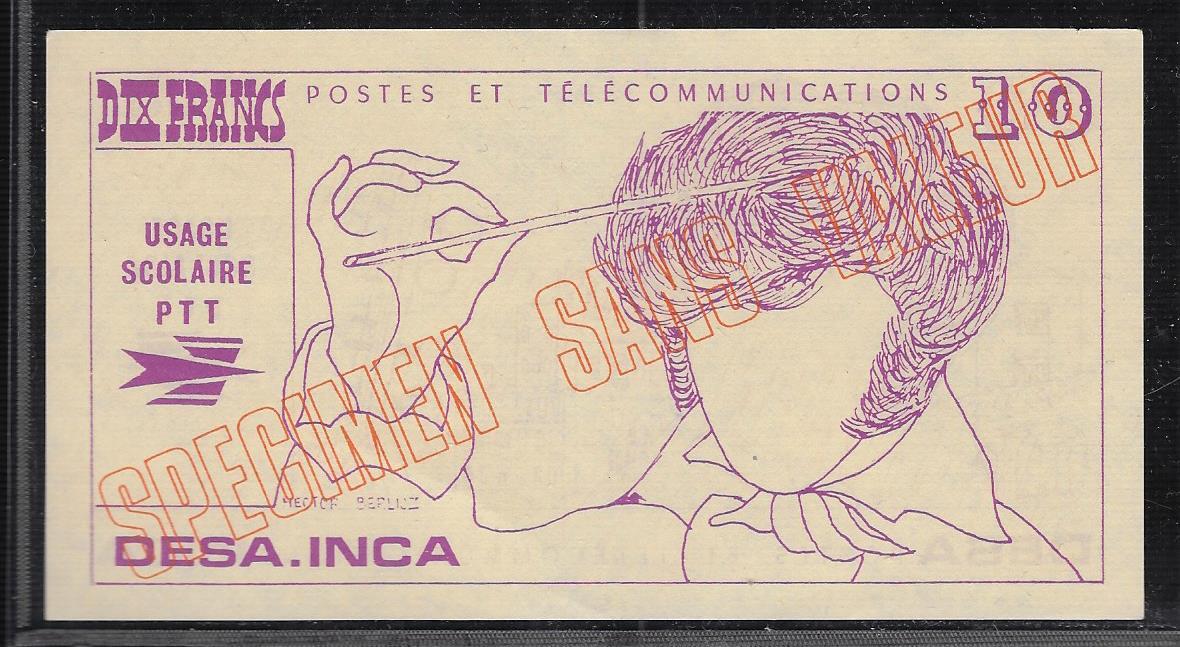 DIX FRANCS
POSTES ET TÉLÉCOMMUNICATIONS
10
USAGE
SCOLAIRE
PTT
SPECIMEN SANS VALEUR
HECTOR BERLIOZ
DESA.INCA